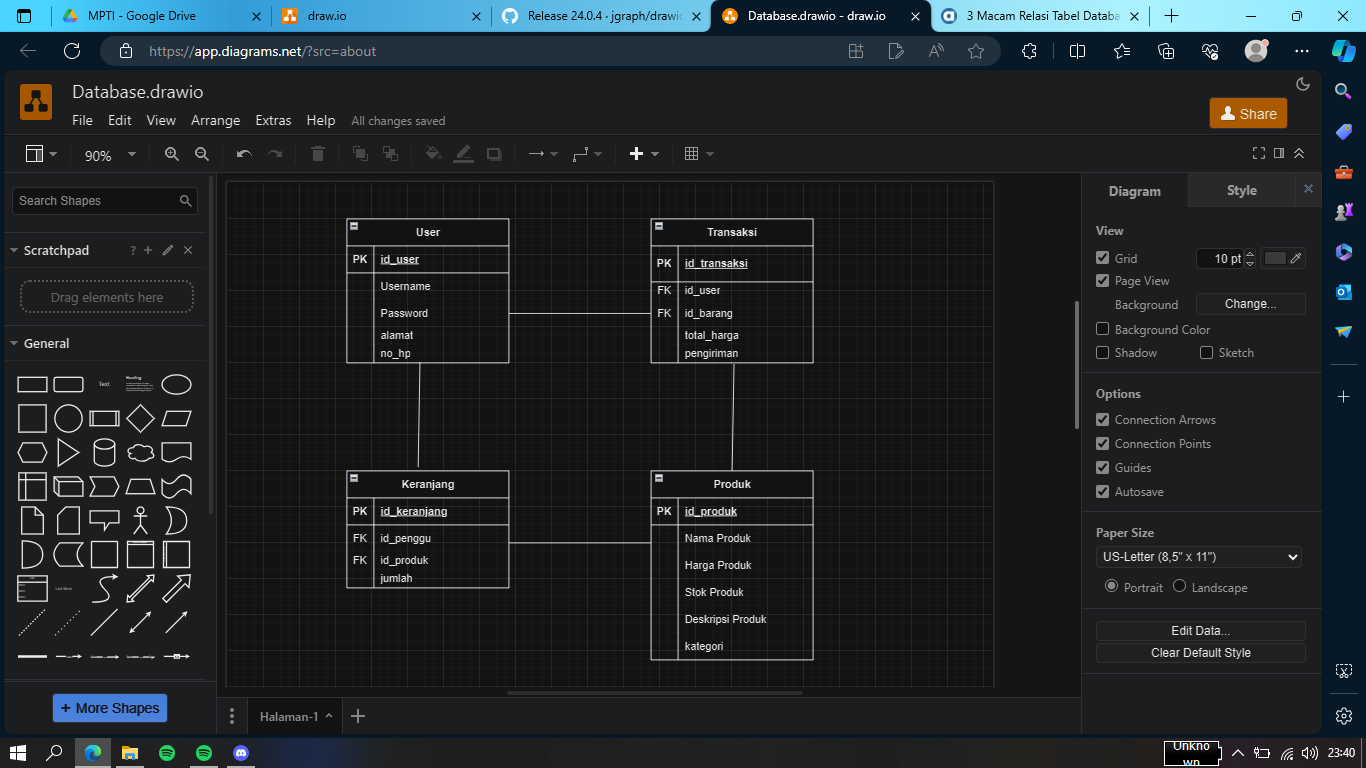 MPTI - Google Drive
draw.io
Release 24.0.4 · jgraph/drawio
Database.drawio - draw.io
3 Macam Relasi Tabel Databa
https://app.diagrams.net/?src=about
Database.drawio
File Edit View Arrange Extras Help All changes saved
Share
90%
Search Shapes
Scratchpad
?
Drag elements here
General
Text
Heading
List Item
+ More Shapes
User
PK id_user
Username
Password
alamat
no_hp
Transaksi
PK id_transaksi
FK id_user
FK id_barang
total_harga
pengiriman
Keranjang
PK id_keranjang
FK id_penggu
FK id_produk
jumlah
Produk
PK id_produk
Nama Produk
Harga Produk
Stok Produk
Deskripsi Produk
kategori
Halaman-1
Diagram Style
View
Grid 10 pt
Page View
Background Change...
Background Color
Shadow Sketch
Options
Connection Arrows
Connection Points
Guides
Autosave
Paper Size
US-Letter (8,5" x 11")
Portrait Landscape
Edit Data...
Clear Default Style
Unkno
wn
23:40